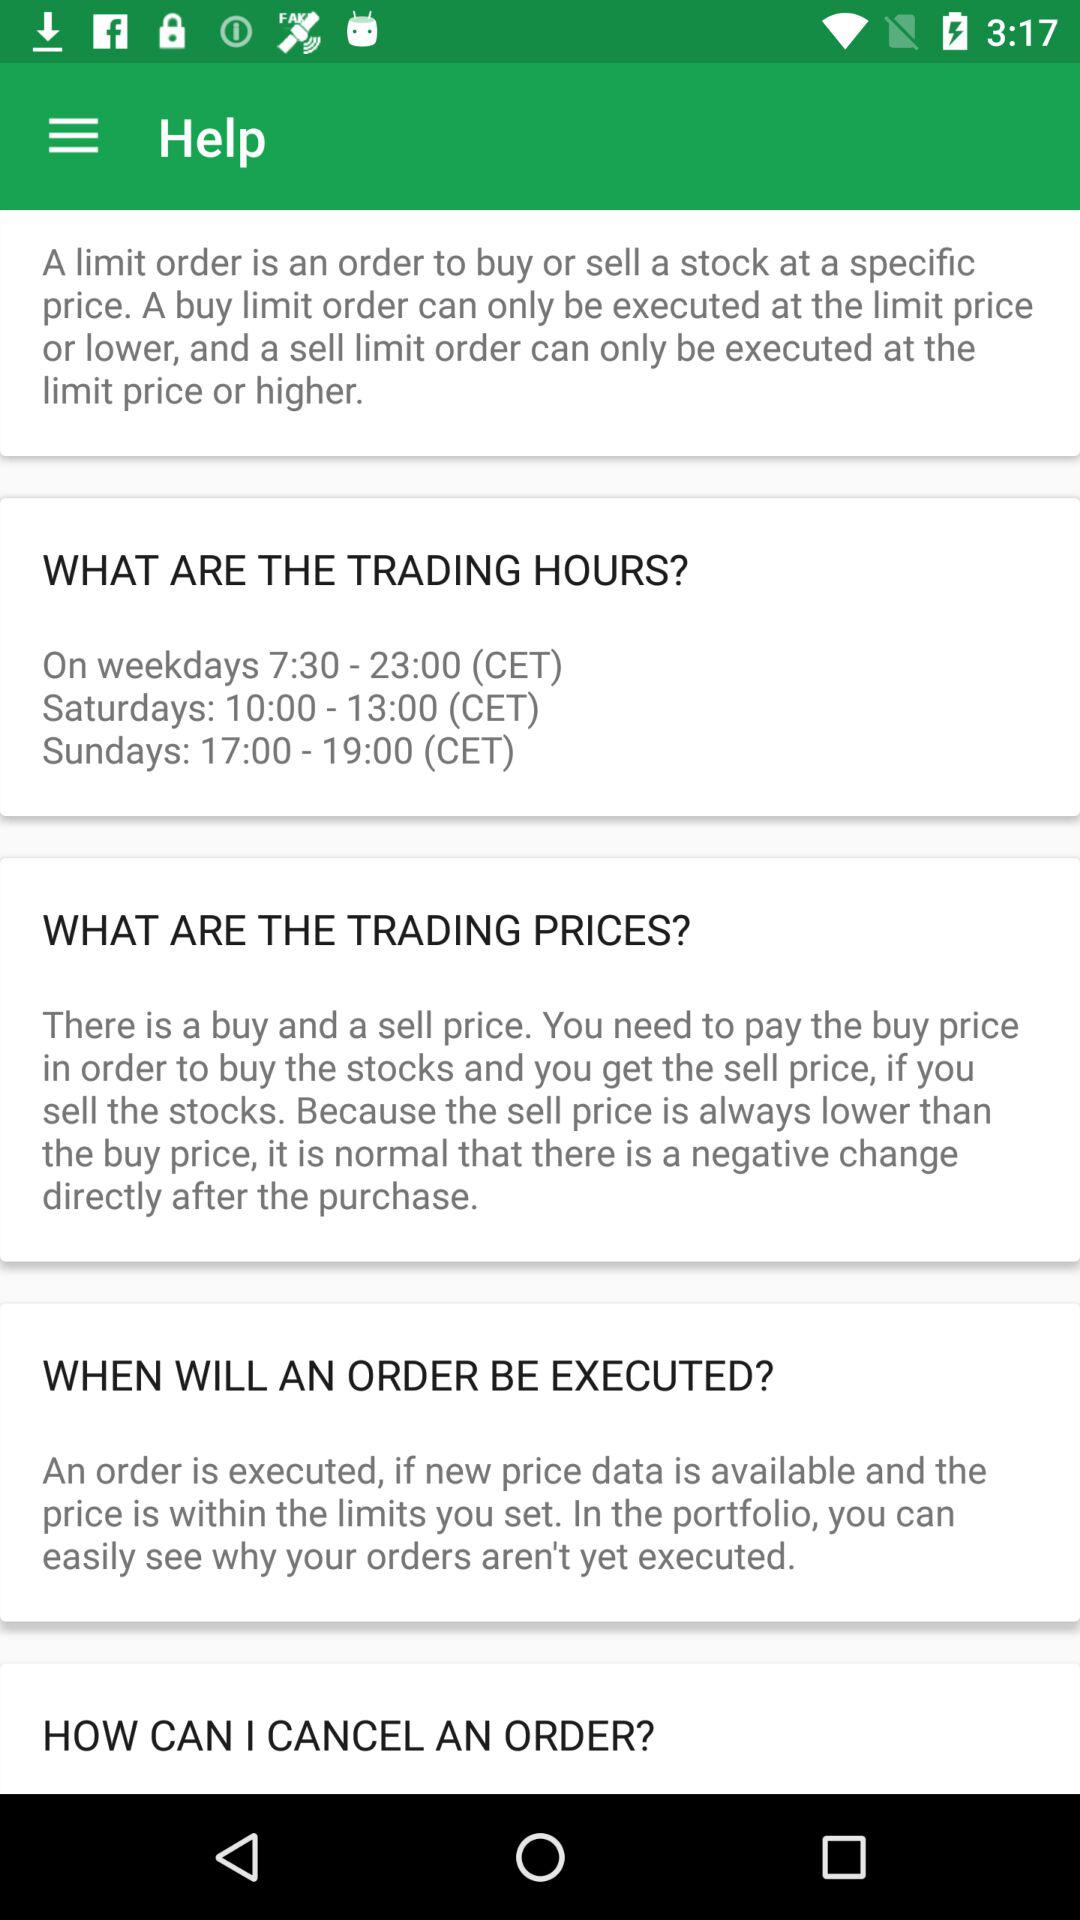 FAKE
3:17
Help
A limit order is an order to buy or sell a stock at a specific
price. A buy limit order can only be executed at the limit price
or lower, and a sell limit order can only be executed at the
limit price or higher.
WHAT ARE THE TRADING HOURS?
On weekdays 7:30 - 23:00 (CET)
Saturdays: 10:00 - 13:00 (CET)
Sundays: 17:00 - 19:00 (CET)
WHAT ARE THE TRADING PRICES?
There is a buy and a sell price. You need to pay the buy price
in order to buy the stocks and you get the sell price, if you
sell the stocks. Because the sell price is always lower than
the buy price, it is normal that there is a negative change
directly after the purchase.
WHEN WILL AN ORDER BE EXECUTED?
An order is executed, if new price data is available and the
price is within the limits you set. In the portfolio, you can
easily see why your orders aren't yet executed.
HOW CAN I CANCEL AN ORDER?